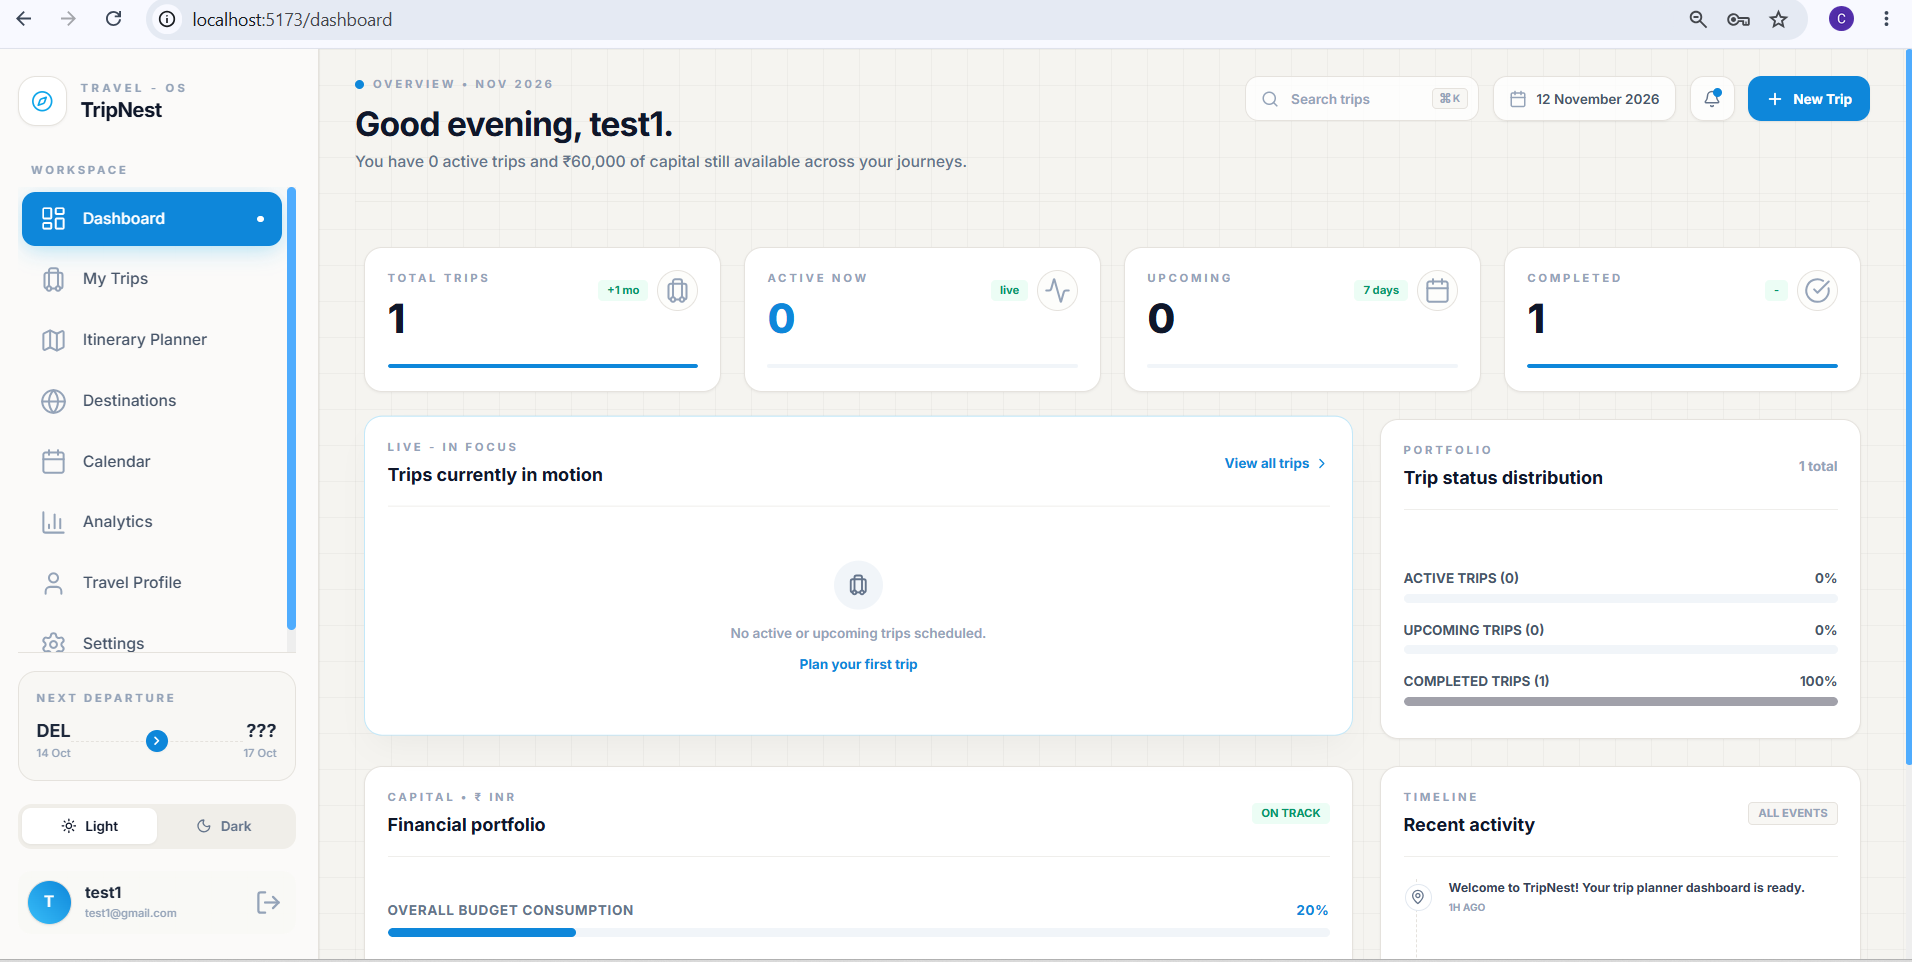 localhost:5173/dashboard
C
TRAVEL - OS
TripNest
WORKSPACE
Dashboard
My Trips
Itinerary Planner
Destinations
Calendar
Analytics
Travel Profile
Settings
NEXT DEPARTURE
DEL ???
14 Oct 17 Oct
Light Dark
T
test1
test1@gmail.com
OVERVIEW • NOV 2026
Good evening, test1.
You have 0 active trips and ₹60,000 of capital still available across your journeys.
Search trips ⌘K
12 November 2026
New Trip
TOTAL TRIPS
+1 mo
1
ACTIVE NOW
live
0
UPCOMING
7 days
0
COMPLETED
-
1
LIVE - IN FOCUS
Trips currently in motion
View all trips
No active or upcoming trips scheduled.
Plan your first trip
PORTFOLIO
Trip status distribution
1 total
ACTIVE TRIPS (0) 0%
UPCOMING TRIPS (0) 0%
COMPLETED TRIPS (1) 100%
CAPITAL • ₹ INR
Financial portfolio
ON TRACK
OVERALL BUDGET CONSUMPTION 20%
TIMELINE
Recent activity
ALL EVENTS
Welcome to TripNest! Your trip planner dashboard is ready.
1H AGO